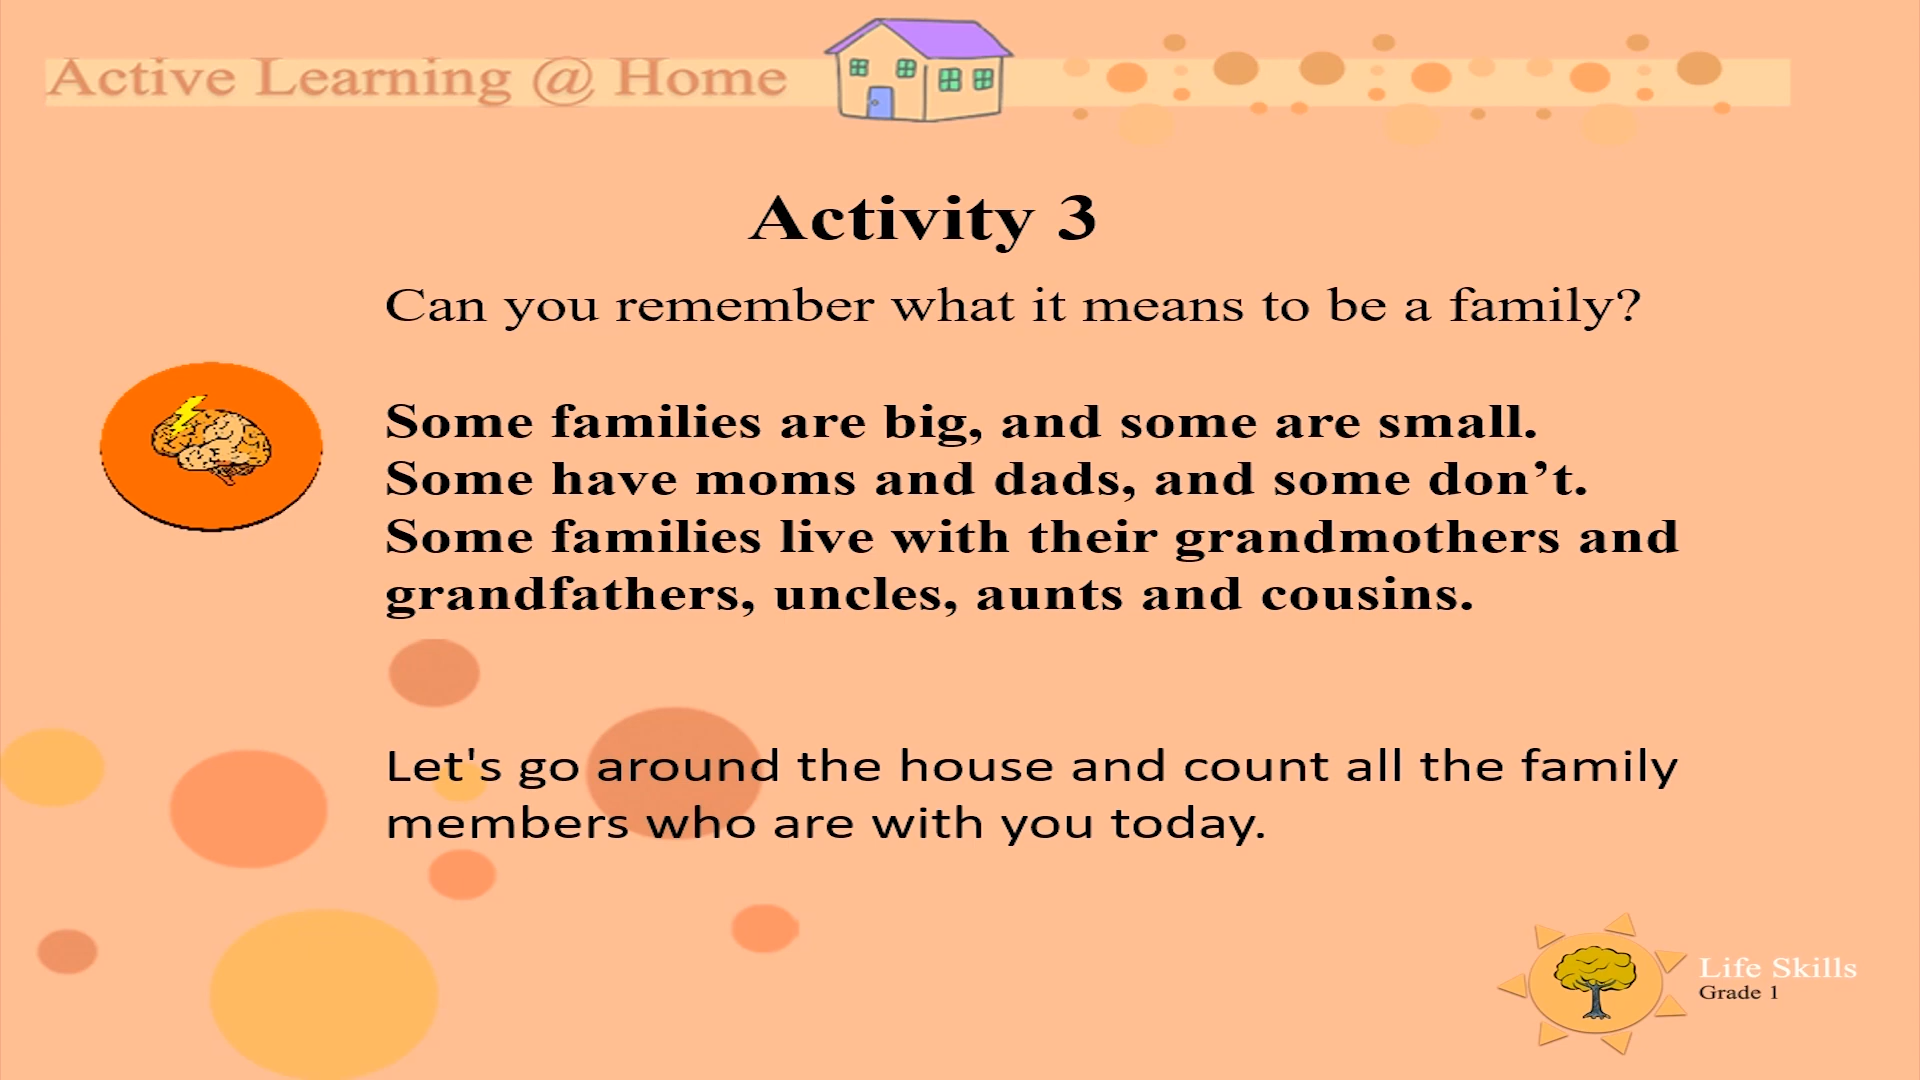 Active Learning @ Home
Activity 3
Can you remember what it means to be a family?
Some families are big, and some are small.
Some have moms and dads, and some don’t.
Some families live with their grandmothers and
grandfathers, uncles, aunts and cousins.
Let's go around the house and count all the family
members who are with you today.
Life Skills
Grade 1